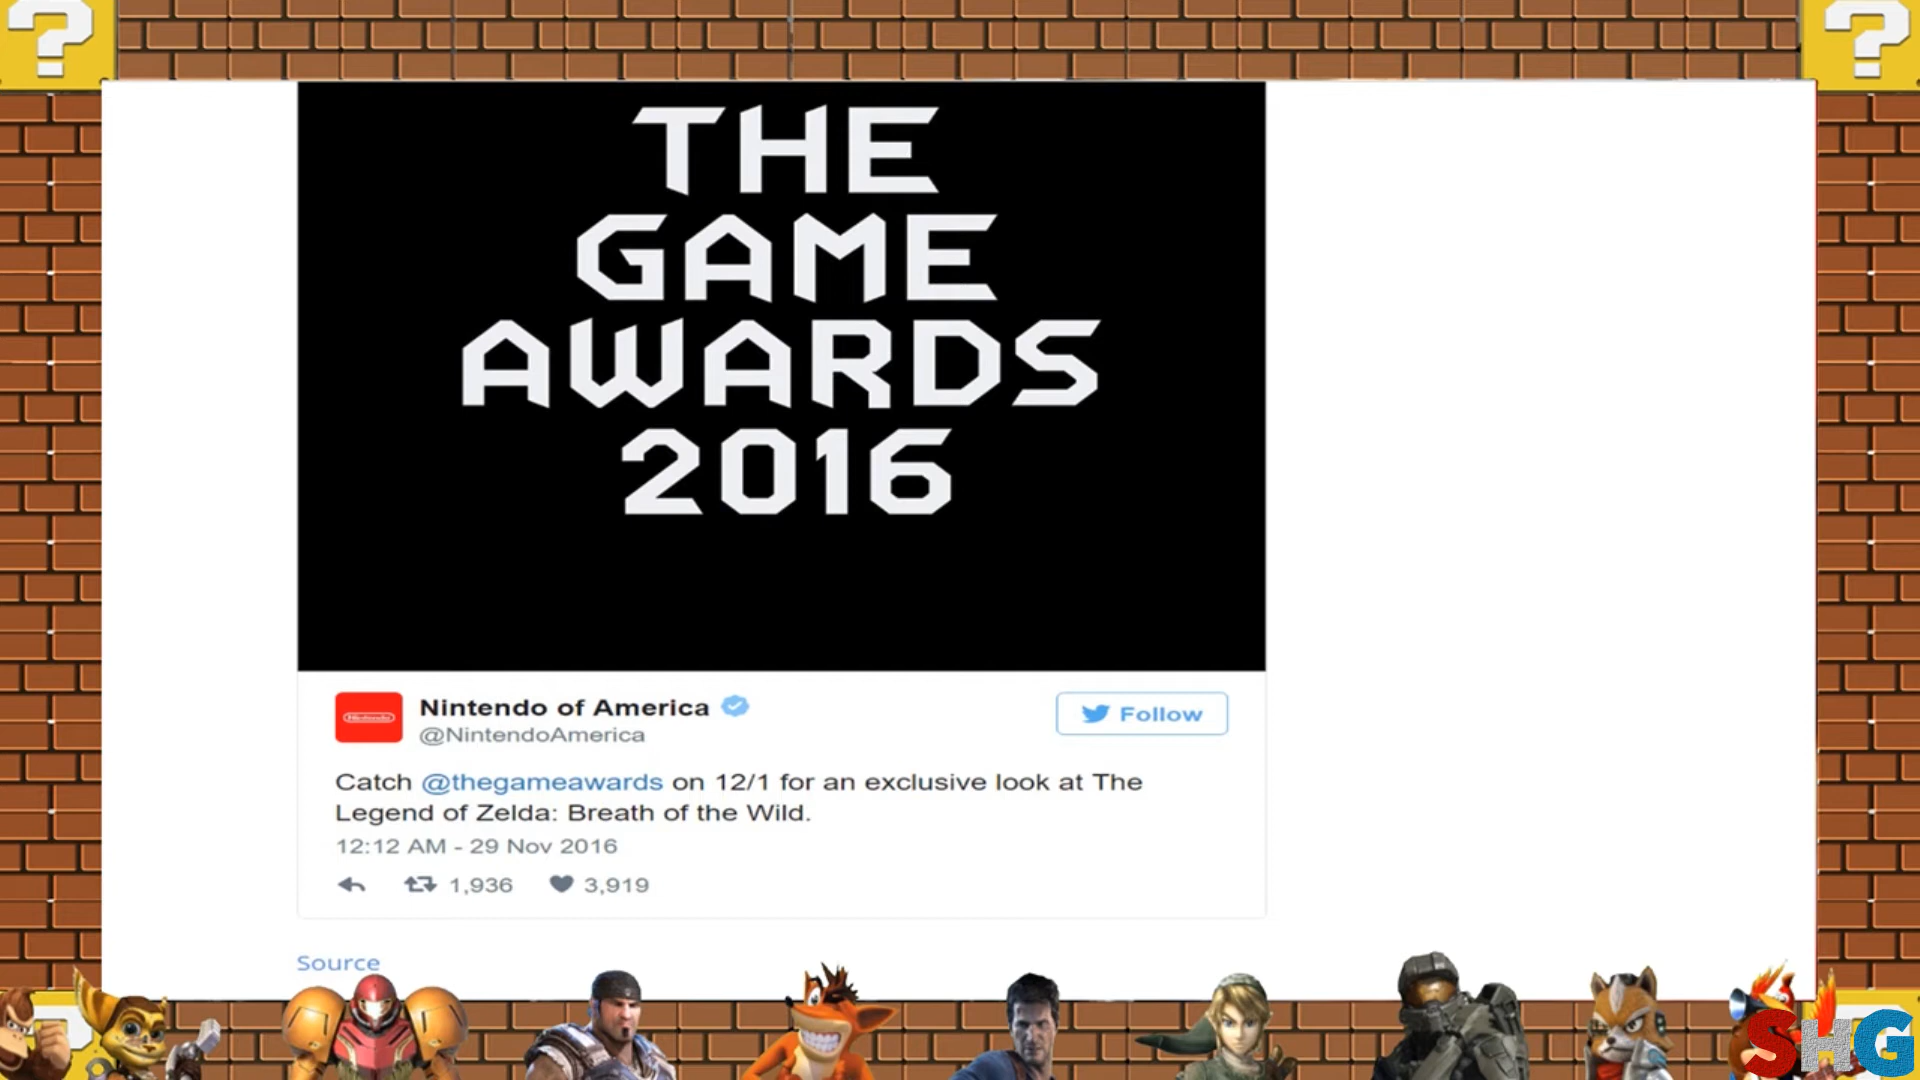 ?
?
THE
GAME
AWARDS
2016
Nintendo
Nintendo of America
Follow
@NintendoAmerica
Catch @thegameawards on 12/1 for an exclusive look at The
Legend of Zelda: Breath of the Wild.
12:12 AM - 29 Nov 2016
1,936 3,919
Source
SHG